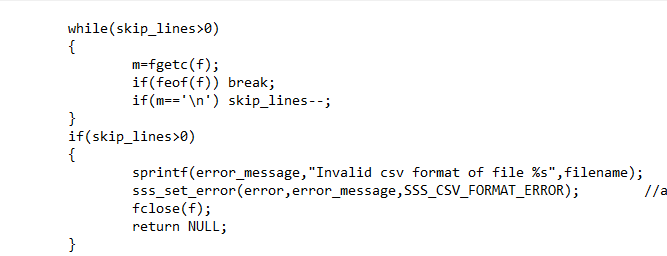 while(skip_lines>0)
{
m=fgetc(f);
if(feof(f)) break;
if(m=='\n') skip_lines--;
}
if(skip_lines>0)
{
sprintf(error_message,"Invalid csv format of file %s",filename);
sss_set_error(error,error_message,SSS_CSV_FORMAT_ERROR); //a
fclose(f);
return NULL;
}